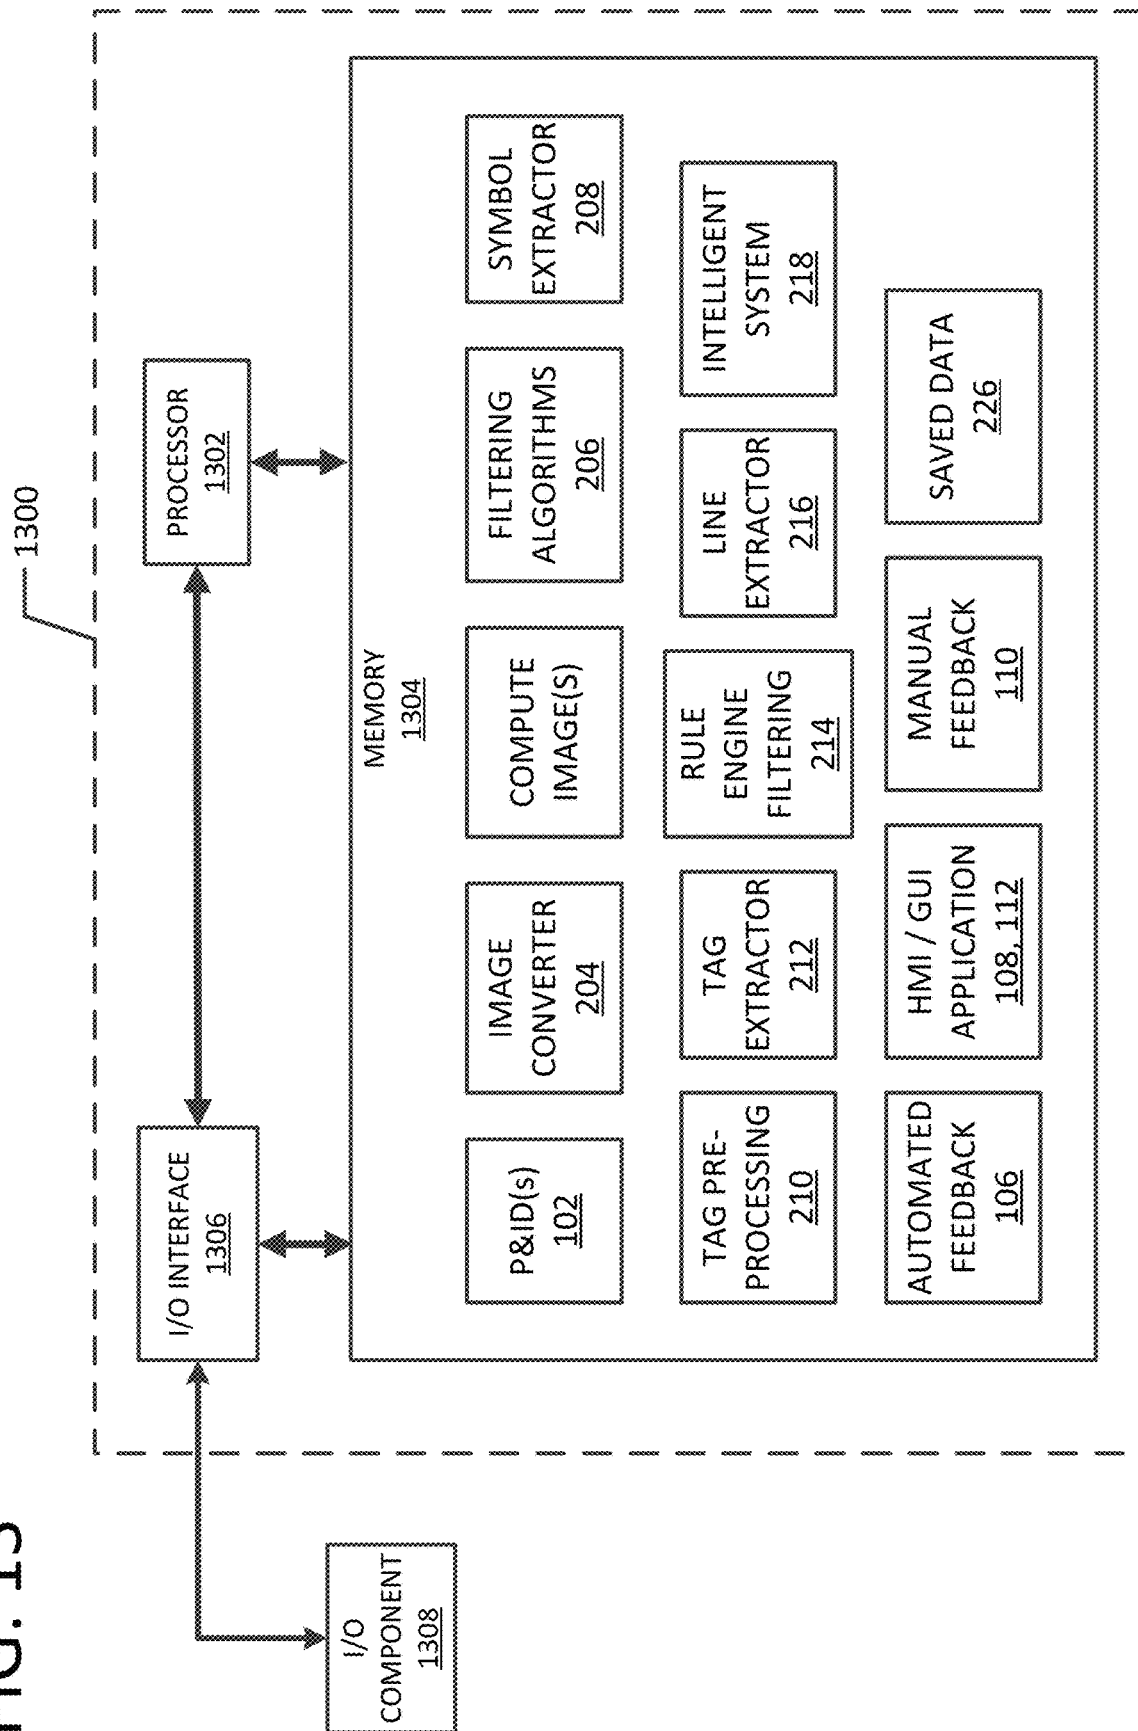 FIG. 13
1300
I/O
COMPONENT
1308
I/O INTERFACE
1306
PROCESSOR
1302
MEMORY
1304
P&ID(s)
102
IMAGE
CONVERTER
204
COMPUTE
IMAGE(S)
FILTERING
ALGORITHMS
206
SYMBOL
EXTRACTOR
208
TAG PRE-
PROCESSING
210
TAG
EXTRACTOR
212
RULE
ENGINE
FILTERING
214
LINE
EXTRACTOR
216
INTELLIGENT
SYSTEM
218
AUTOMATED
FEEDBACK
106
HMI / GUI
APPLICATION
108, 112
MANUAL
FEEDBACK
110
SAVED DATA
226